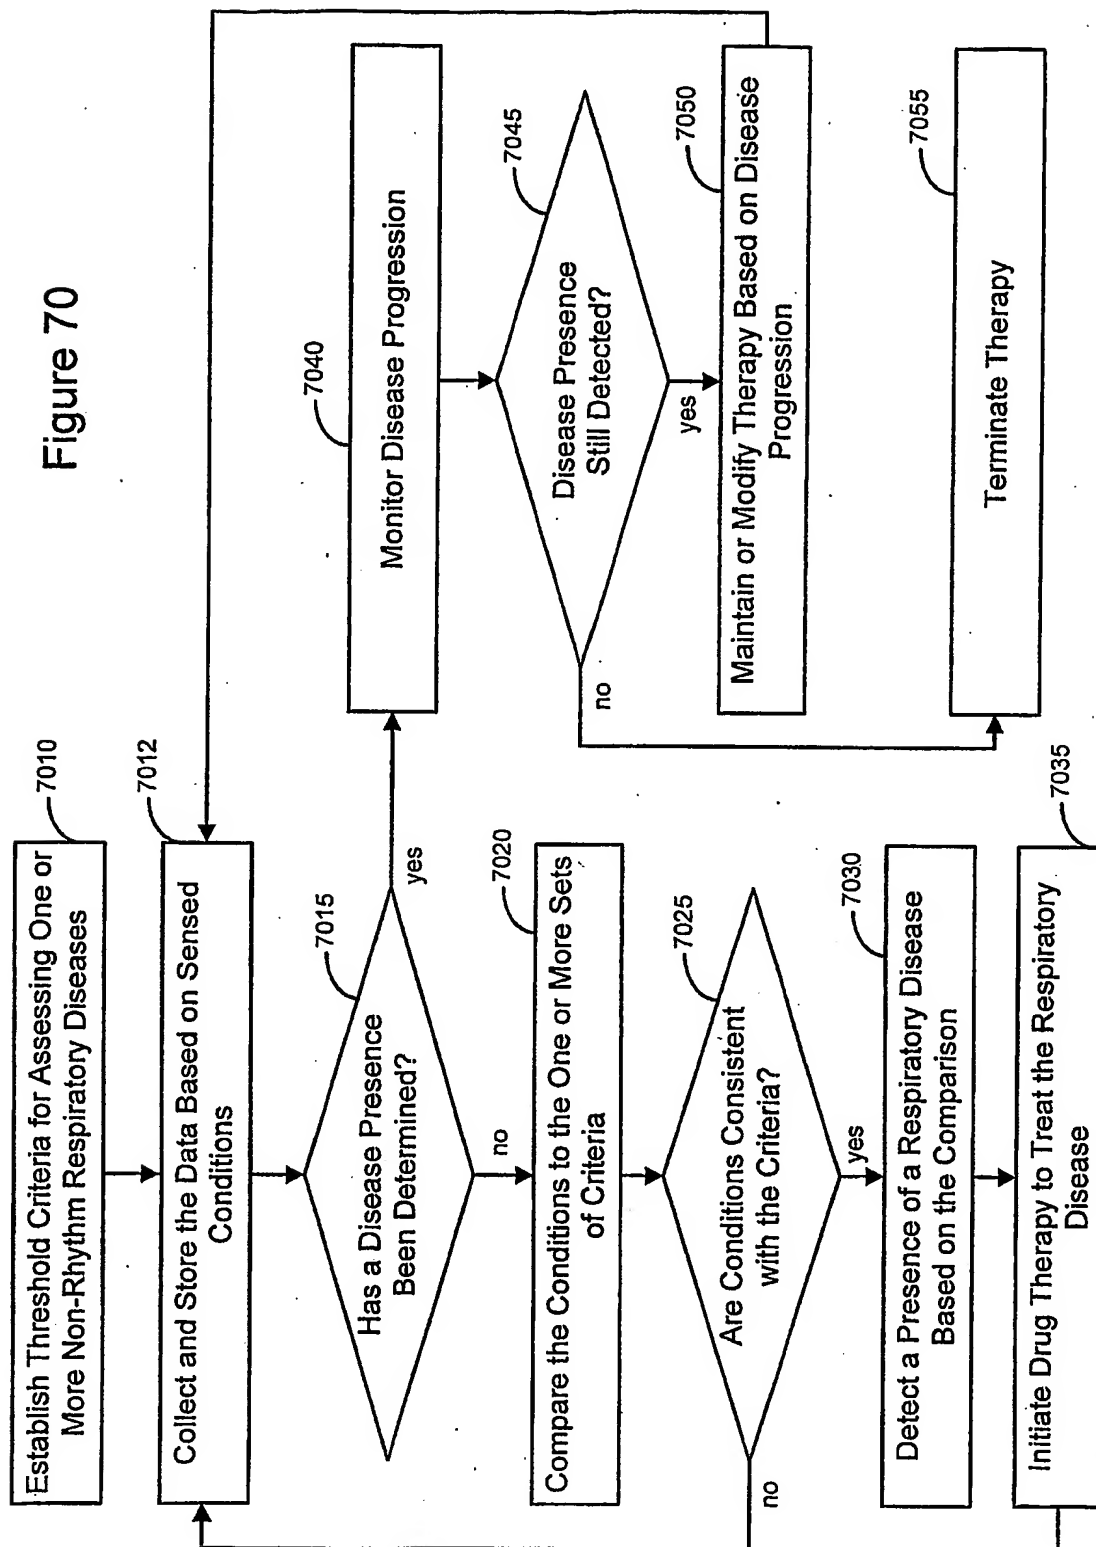 Figure 70
7010
Establish Threshold Criteria for Assessing One or
More Non-Rhythm Respiratory Diseases
7012
Collect and Store the Data Based on Sensed
Conditions
7015
Has a Disease Presence
Been Determined?
yes
no
7020
Compare the Conditions to the One or More Sets
of Criteria
7025
Are Conditions Consistent
with the Criteria?
no
yes
7030
Detect a Presence of a Respiratory Disease
Based on the Comparison
7035
Initiate Drug Therapy to Treat the Respiratory
Disease
7040
Monitor Disease Progression
7045
Disease Presence
Still Detected?
no
yes
7050
Maintain or Modify Therapy Based on Disease
Progression
7055
Terminate Therapy